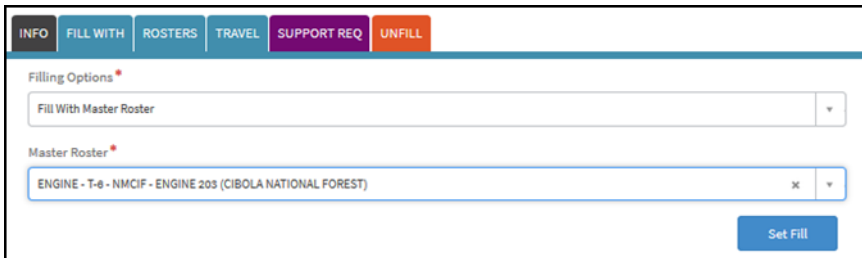 INFO FILL WITH ROSTERS TRAVEL SUPPORT REQ UNFILL
Filling Options*
Fill With Master Roster
Master Roster*
ENGINE - T-6 - NMCIF - ENGINE 203 (CIBOLA NATIONAL FOREST)
Set Fill